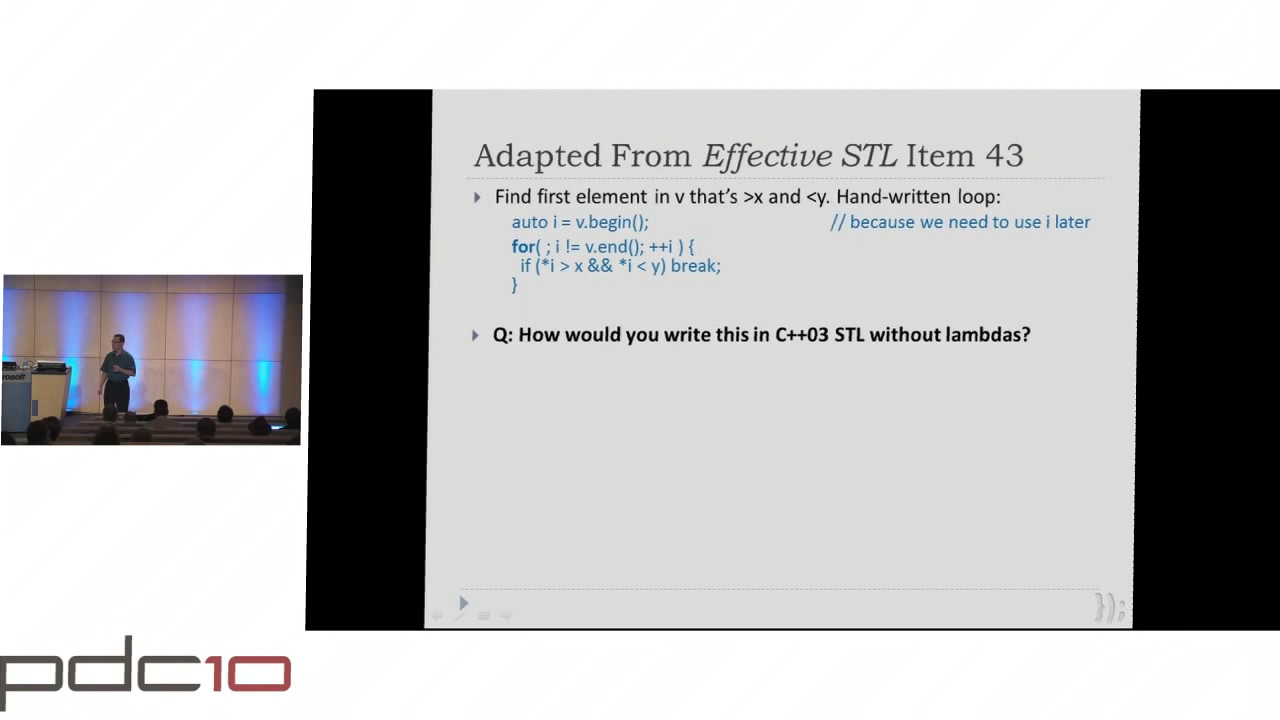 Adapted From Effective STL Item 43
Find first element in v that's >x and <y. Hand-written loop:
auto i = v.begin(); // because we need to use i later
for( ; i != v.end(); ++i ) {
if (*i > x && *i < y) break;
}
Q: How would you write this in C++03 STL without lambdas?
});
rosoft
pdc10